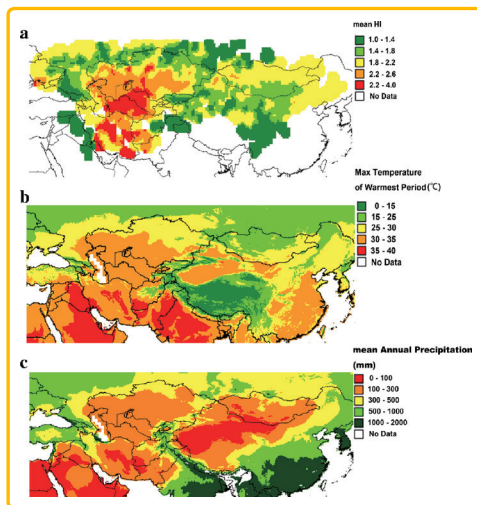 a
mean HI
1.0 - 1.4
1.4 - 1.8
1.8 - 2.2
2.2 - 2.6
2.2 - 4.0
No Data
b
Max Temperature
of Warmest Period(℃)
0 - 15
15 - 25
25 - 30
30 - 35
35 - 40
No Data
c
mean Annual Precipitation
(mm)
0 - 100
100 - 300
300 - 500
500 - 1000
1000 - 2000
No Data